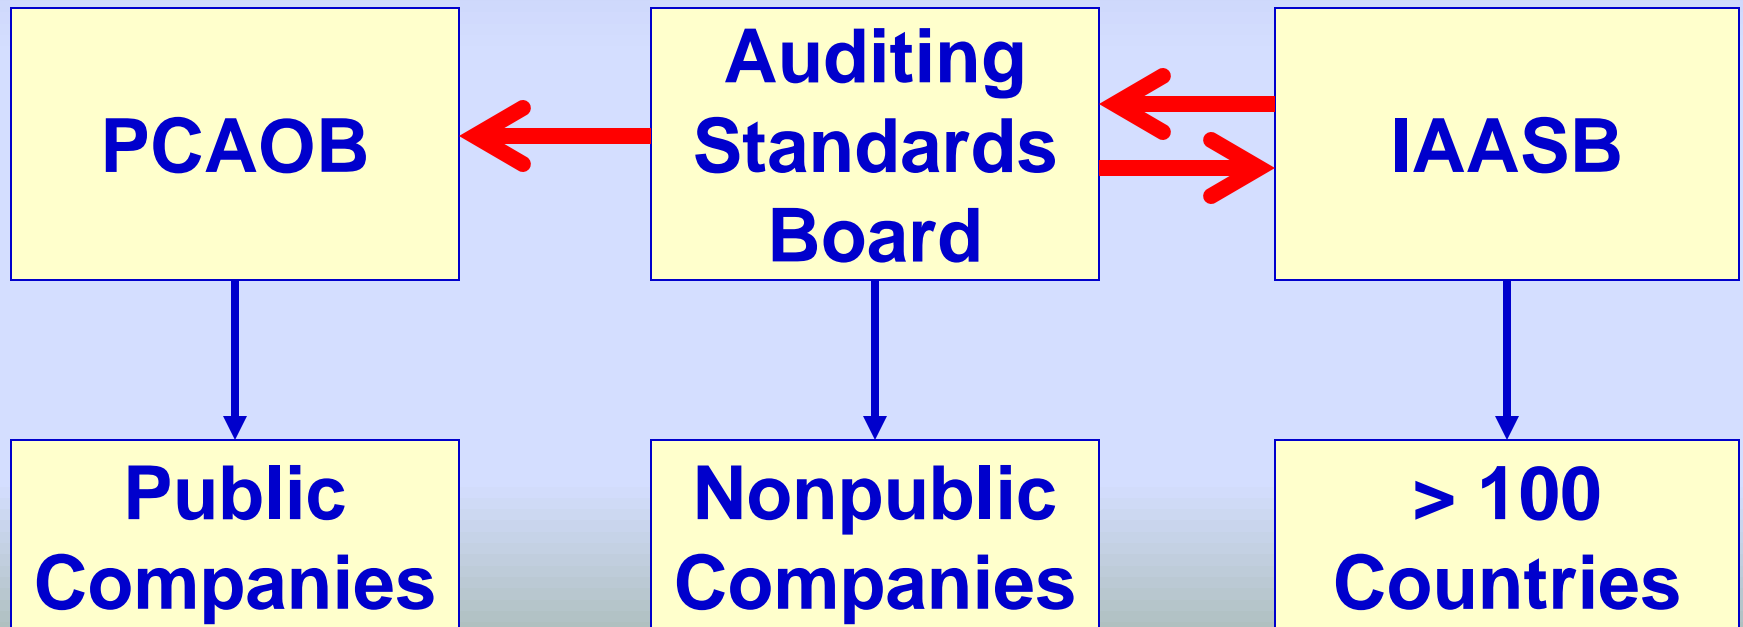 PCAOB
Auditing
Standards
Board
IAASB
Public
Companies
Nonpublic
Companies
> 100
Countries